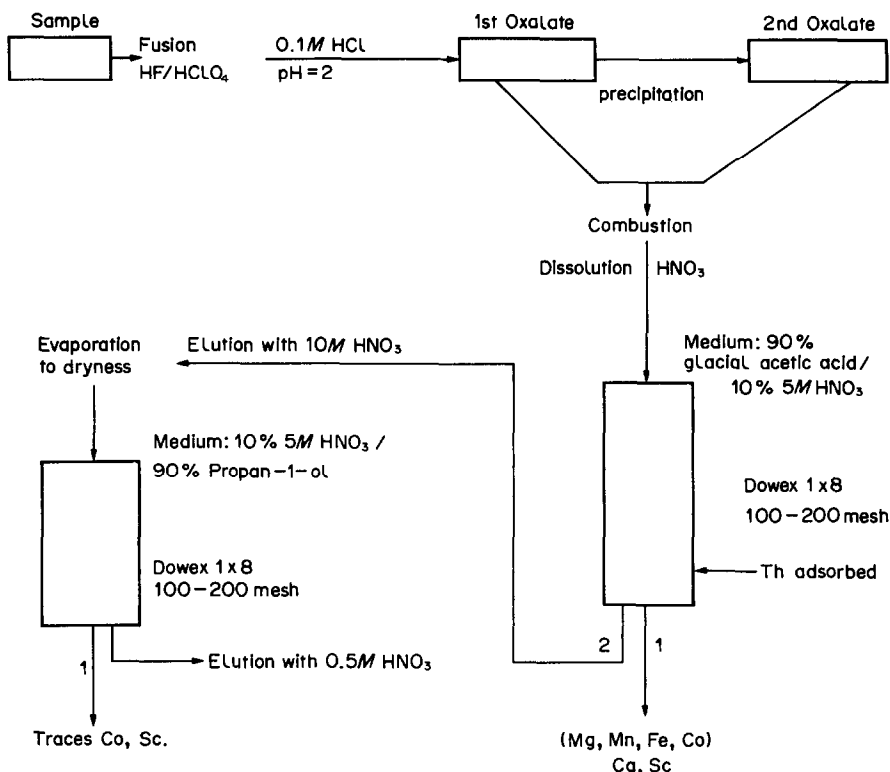 Sample
Fusion
HF/HClO₄
0.1M HCl
pH=2
1st Oxalate
precipitation
2nd Oxalate
Combustion
Dissolution HNO₃
Medium: 90%
glacial acetic acid/
10% 5M HNO₃
Dowex 1x8
100-200 mesh
Th adsorbed
2
1
(Mg, Mn, Fe, Co)
Ca, Sc
Elution with 10M HNO₃
Evaporation
to dryness
Medium: 10% 5M HNO₃ /
90% Propan-1-ol
Dowex 1x8
100-200 mesh
1
Elution with 0.5M HNO₃
Traces Co, Sc.